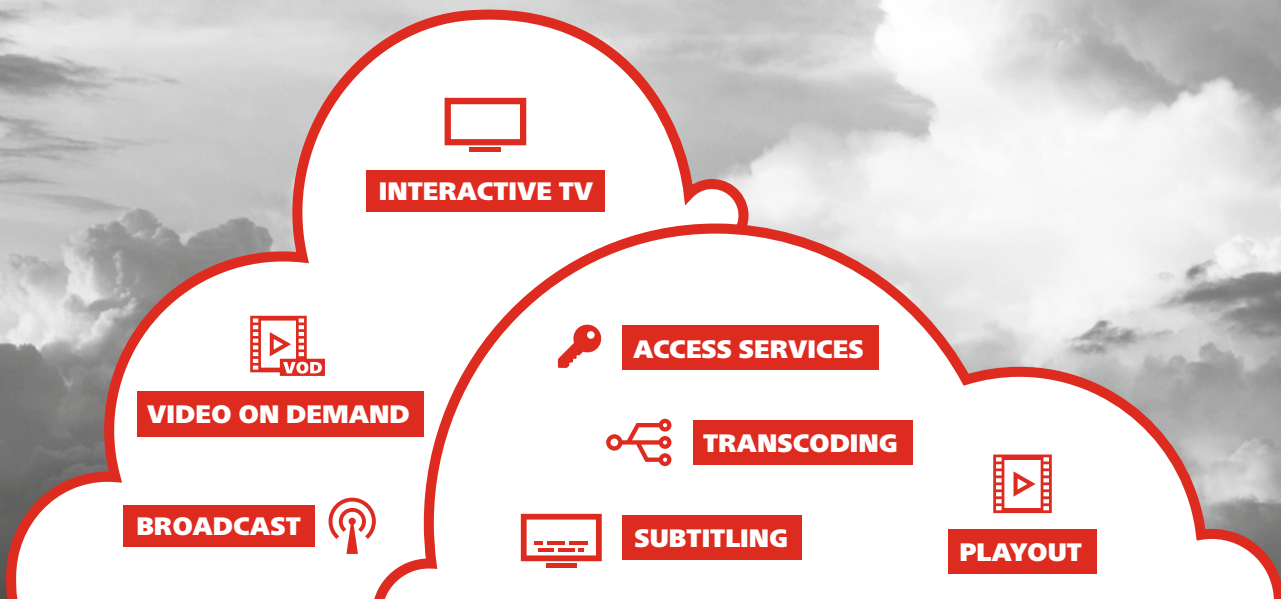 INTERACTIVE TV
VOD
VIDEO ON DEMAND
BROADCAST
ACCESS SERVICES
TRANSCODING
SUBTITLING
PLAYOUT